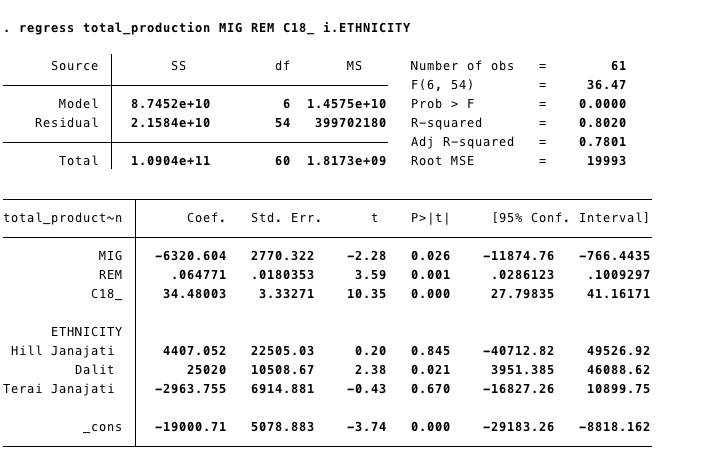 . regress total_production MIG REM C18_ i.ETHNICITY
Source SS df MS Number of obs = 61
F(6, 54) = 36.47
Model 8.7452e+10 6 1.4575e+10 Prob > F = 0.0000
Residual 2.1584e+10 54 399702180 R-squared = 0.8020
Adj R-squared = 0.7801
Total 1.0904e+11 60 1.8173e+09 Root MSE = 19993
total_product~n Coef. Std. Err. t P>|t| [95% Conf. Interval]
MIG -6320.604 2770.322 -2.28 0.026 -11874.76 -766.4435
REM .064771 .0180353 3.59 0.001 .0286123 .1009297
C18_ 34.48003 3.33271 10.35 0.000 27.79835 41.16171
ETHNICITY
Hill Janajati 4407.052 22505.03 0.20 0.845 -40712.82 49526.92
Dalit 25020 10508.67 2.38 0.021 3951.385 46088.62
Terai Janajati -2963.755 6914.881 -0.43 0.670 -16827.26 10899.75
_cons -19000.71 5078.883 -3.74 0.000 -29183.26 -8818.162